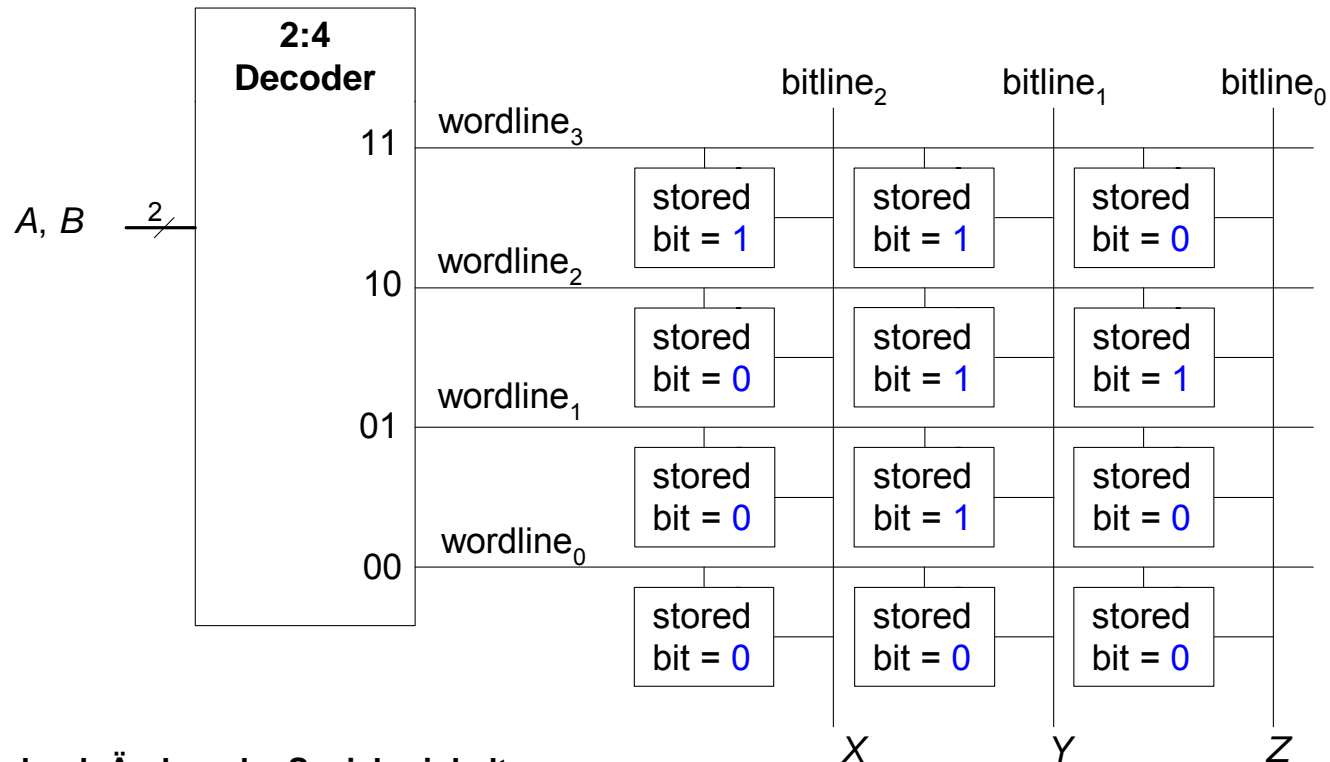 2:4
Decoder
bitline₂ bitline₁ bitline₀
wordline₃
11
stored stored stored
bit = 1 bit = 1 bit = 0
A, B 2
wordline₂
10
stored stored stored
bit = 0 bit = 1 bit = 1
wordline₁
01
stored stored stored
bit = 0 bit = 1 bit = 0
wordline₀
00
stored stored stored
bit = 0 bit = 0 bit = 0
X Y Z